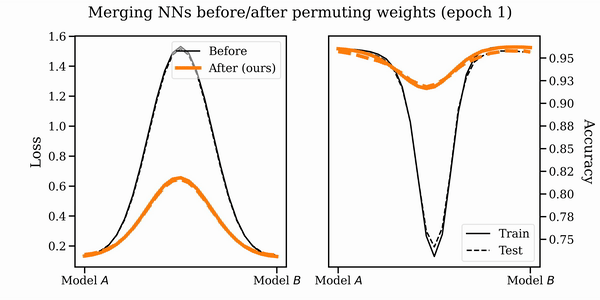 Merging NNs before/after permuting weights (epoch 1)
1.6
1.4
1.2
1.0
0.8
0.6
0.4
0.2
Loss
Before
After (ours)
Model A
Model B
0.95
0.93
0.90
0.88
0.85
0.82
0.80
0.78
0.75
Accuracy
Train
Test
Model A
Model B